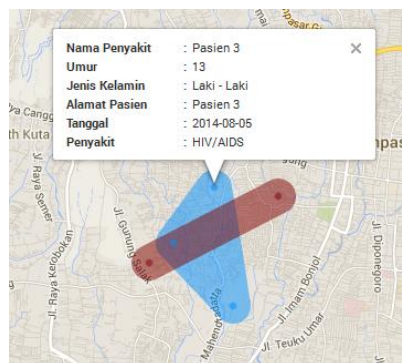 Nama Penyakit : Pasien 3
Umur : 13
Jenis Kelamin : Laki - Laki
Alamat Pasien : Pasien 3
Tanggal : 2014-08-05
Penyakit : HIV/AIDS
th Kuta
Jl. Raya Semer
Jl. Raya Kerobokan
Jl. Gunung Salak
Jl. Imam Bonjol
Jl. Teuku Umar
Jl. Diponegoro